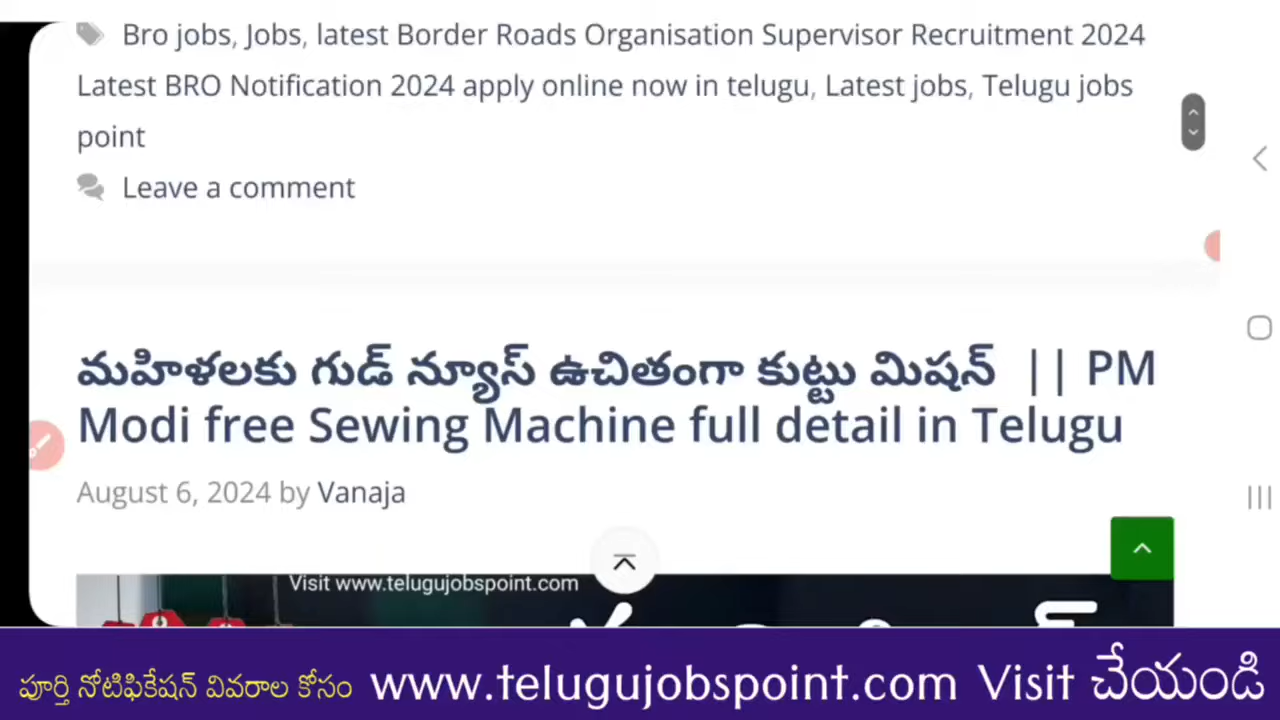 Bro jobs, Jobs, latest Border Roads Organisation Supervisor Recruitment 2024
Latest BRO Notification 2024 apply online now in telugu, Latest jobs, Telugu jobs
point
Leave a comment
మహిళలకు గుడ్ న్యూస్ ఉచితంగా కుట్టు మిషన్ || PM
Modi free Sewing Machine full detail in Telugu
August 6, 2024 by Vanaja
Visit www.telugujobspoint.com
పూర్తి నోటిఫికేషన్ వివరాల కోసం www.telugujobspoint.com Visit చేయండి